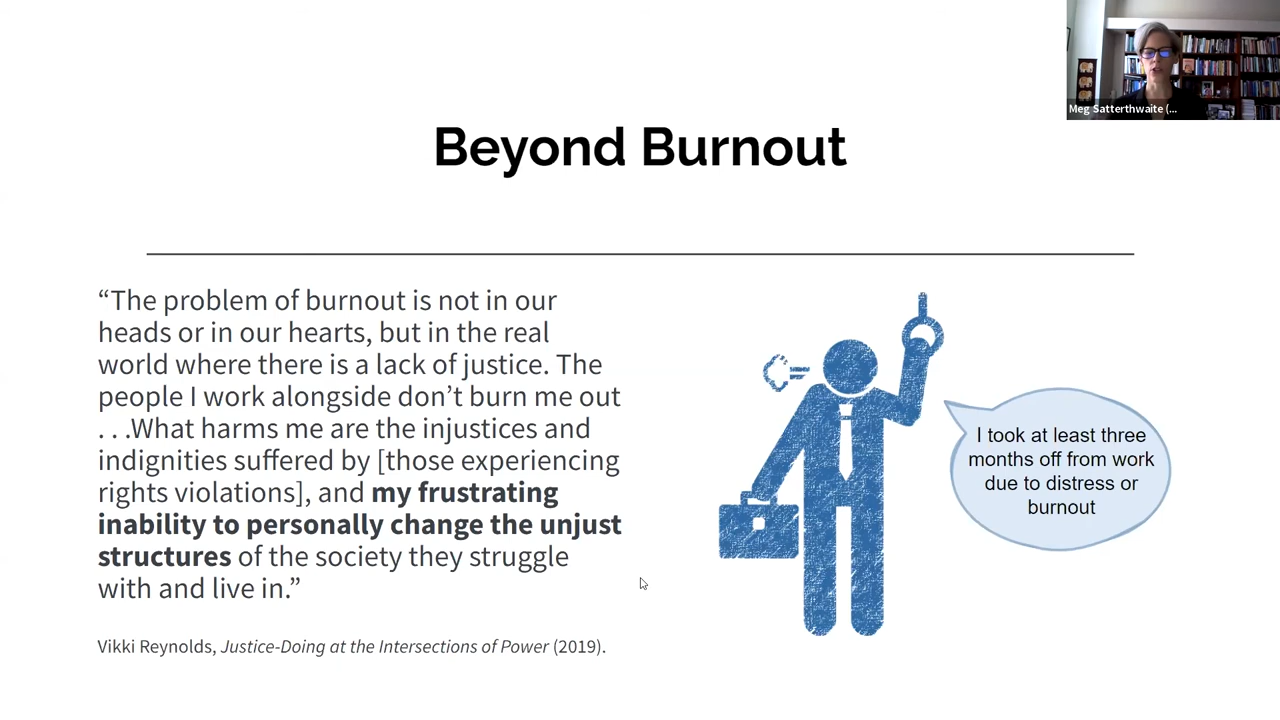 Meg Satterthwaite (...
Beyond Burnout
“The problem of burnout is not in our
heads or in our hearts, but in the real
world where there is a lack of justice. The
people I work alongside don’t burn me out
. . .What harms me are the injustices and
indignities suffered by [those experiencing
rights violations], and my frustrating
inability to personally change the unjust
structures of the society they struggle
with and live in.”
Vikki Reynolds, Justice-Doing at the Intersections of Power (2019).
I took at least three
months off from work
due to distress or
burnout